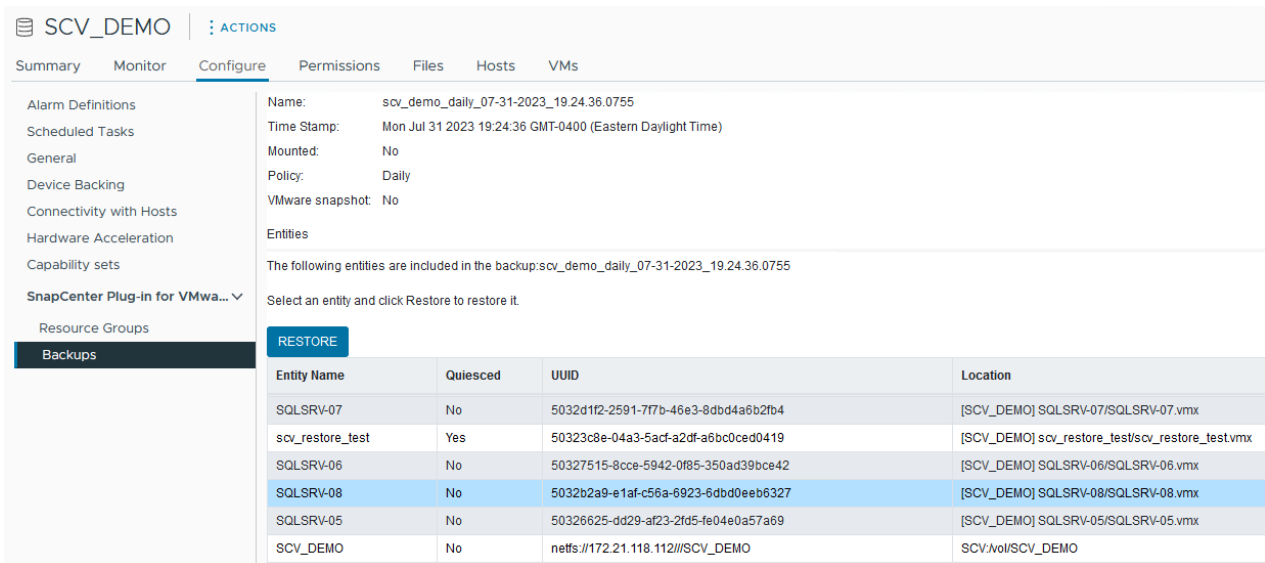 SCV_DEMO ACTIONS
Summary Monitor Configure Permissions Files Hosts VMs
Alarm Definitions
Scheduled Tasks
General
Device Backing
Connectivity with Hosts
Hardware Acceleration
Capability sets
SnapCenter Plug-in for VMwa...
Resource Groups
Backups
Name: scv_demo_daily_07-31-2023_19.24.36.0755
Time Stamp: Mon Jul 31 2023 19:24:36 GMT-0400 (Eastern Daylight Time)
Mounted: No
Policy: Daily
VMware snapshot: No
Entities
The following entities are included in the backup:scv_demo_daily_07-31-2023_19.24.36.0755
Select an entity and click Restore to restore it.
RESTORE
Entity Name Quiesced UUID Location
SQLSRV-07 No 5032d1f2-2591-7f7b-46e3-8dbd4a6b2fb4 [SCV_DEMO] SQLSRV-07/SQLSRV-07.vmx
scv_restore_test Yes 50323c8e-04a3-5acf-a2df-a6bc0ced0419 [SCV_DEMO] scv_restore_test/scv_restore_test.vmx
SQLSRV-06 No 50327515-8cce-5942-0f85-350ad39bce42 [SCV_DEMO] SQLSRV-06/SQLSRV-06.vmx
SQLSRV-08 No 5032b2a9-e1af-c56a-6923-6dbd0eeb6327 [SCV_DEMO] SQLSRV-08/SQLSRV-08.vmx
SQLSRV-05 No 50326625-dd29-af23-2fd5-fe04e0a57a69 [SCV_DEMO] SQLSRV-05/SQLSRV-05.vmx
SCV_DEMO No netfs://172.21.118.112///SCV_DEMO SCV:/vol/SCV_DEMO